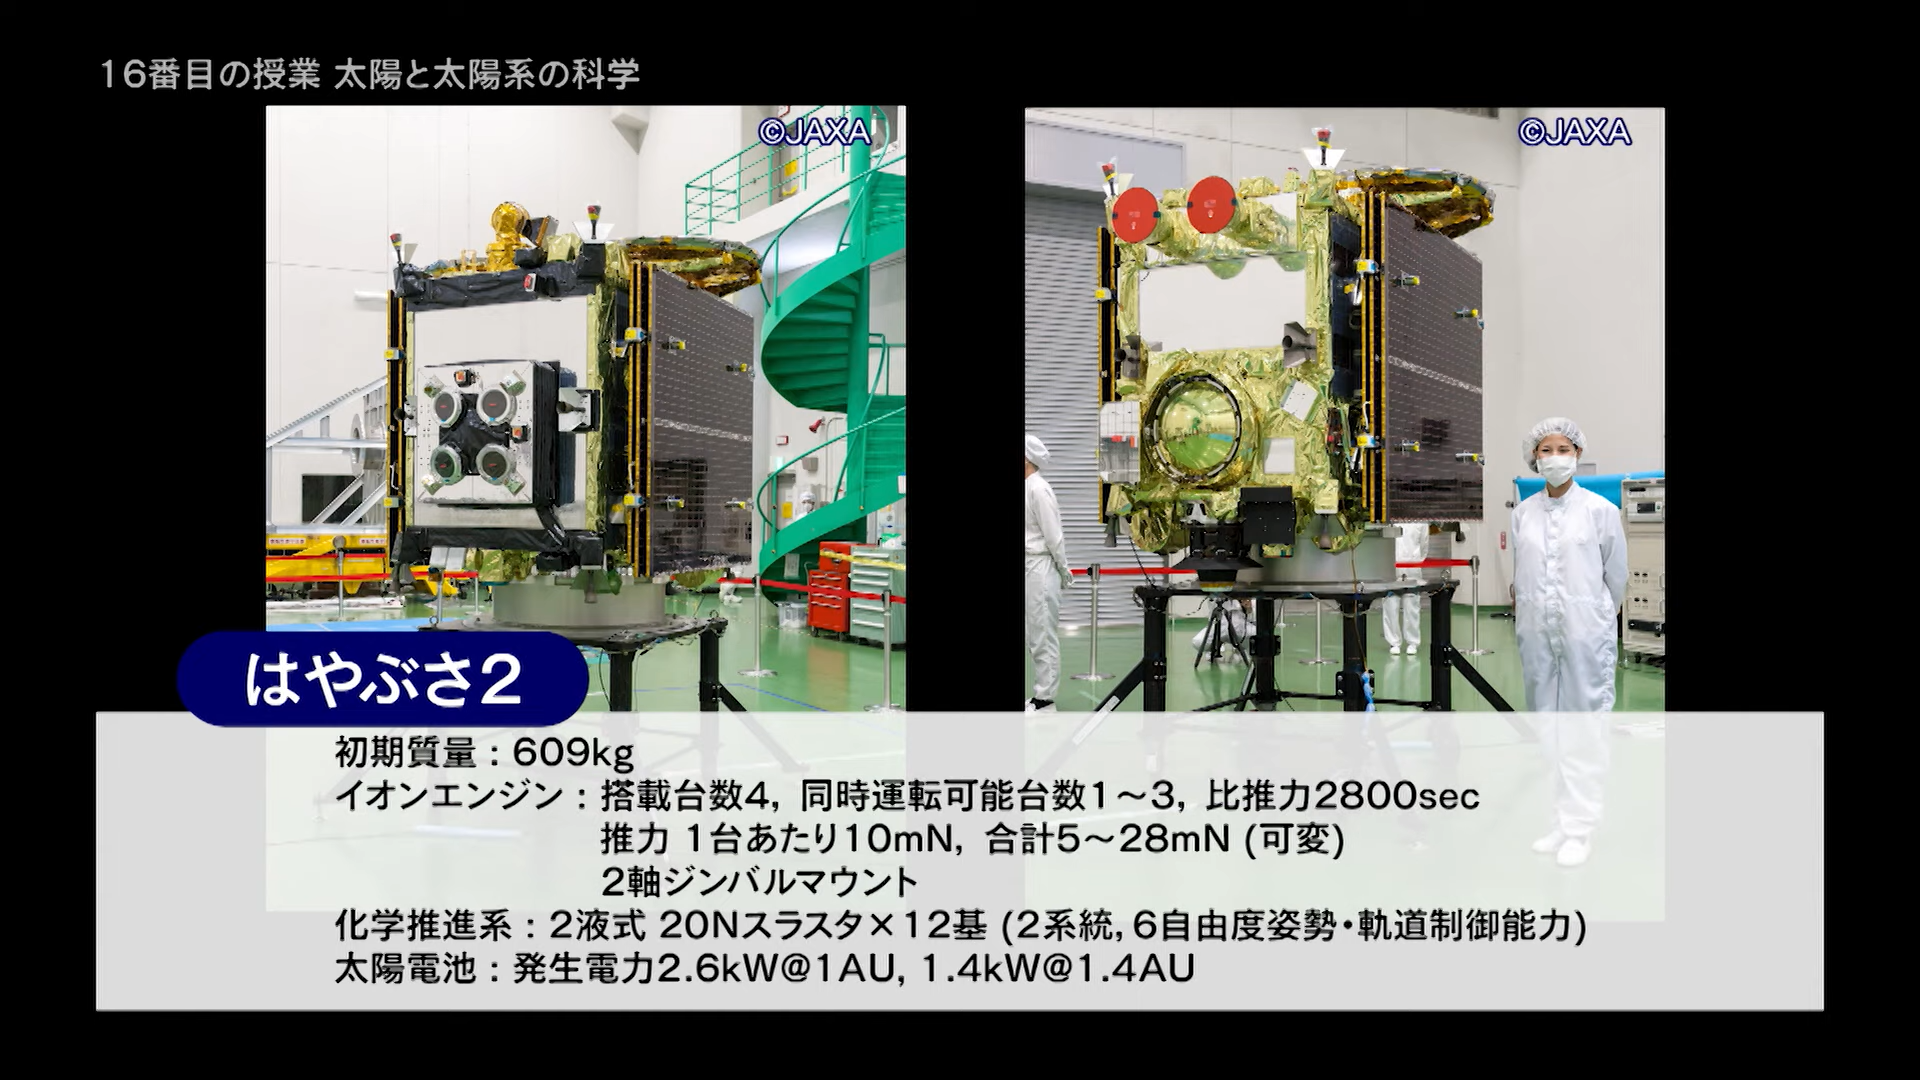 16番目の授業 太陽と太陽系の科学
©JAXA
©JAXA
はやぶさ2
初期質量：609kg
イオンエンジン：搭載台数4，同時運転可能台数1～3，比推力2800sec
推力 1台あたり10mN，合計5～28mN (可変)
2軸ジンバルマウント
化学推進系：2液式 20Nスラスタ×12基 (2系統，6自由度姿勢・軌道制御能力)
太陽電池：発生電力2.6kW@1AU, 1.4kW@1.4AU